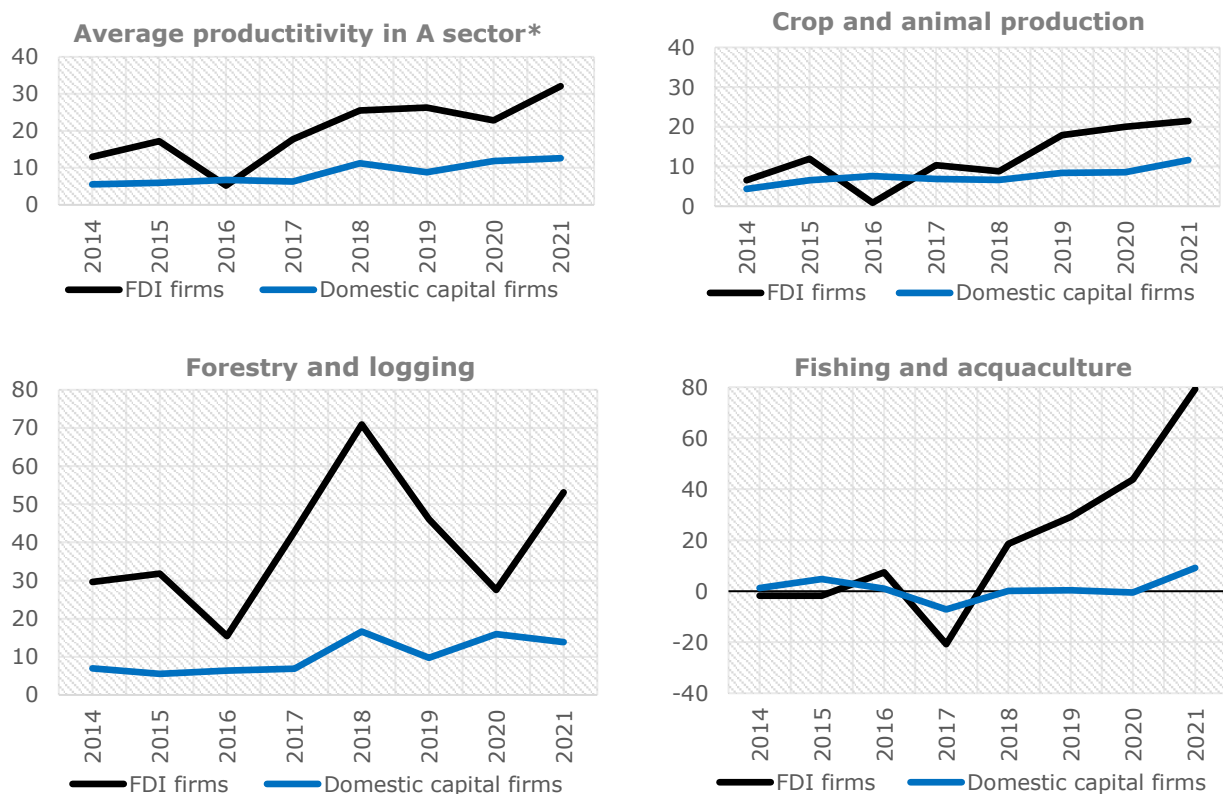 Average productitivity in A sector*
40
30
20
10
0
2014 2015 2016 2017 2018 2019 2020 2021
FDI firms Domestic capital firms
Crop and animal production
40
30
20
10
0
2014 2015 2016 2017 2018 2019 2020 2021
FDI firms Domestic capital firms
Forestry and logging
80
70
60
50
40
30
20
10
0
2014 2015 2016 2017 2018 2019 2020 2021
FDI firms Domestic capital firms
Fishing and acquaculture
80
60
40
20
0
-20
-40
2014 2015 2016 2017 2018 2019 2020 2021
FDI firms Domestic capital firms